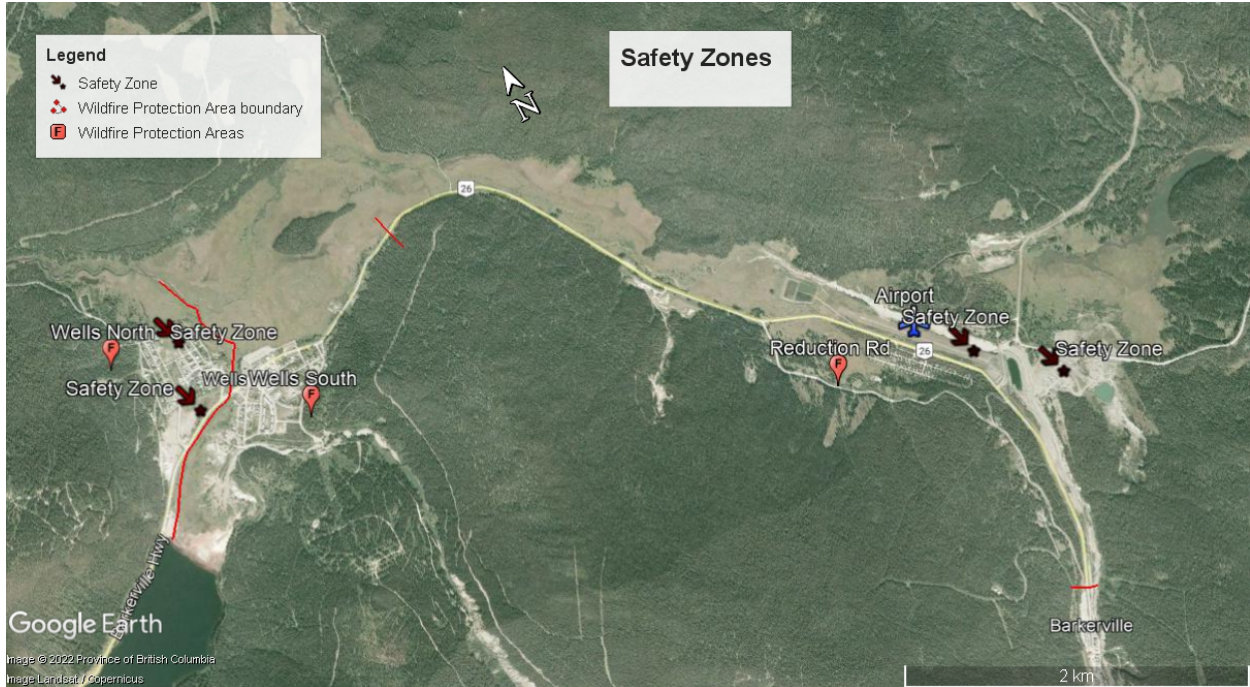 Legend
Safety Zone
Wildfire Protection Area boundary
F Wildfire Protection Areas
Safety Zones
N
26
Airport
Wells North
Safety Zone
Safety Zone
F
Safety Zone
Reduction Rd
26
Safety Zone
Safety Zone
Wells
Wells South
F
F
Barkerville Hwy
Google Earth
Barkerville
Image © 2022 Province of British Columbia
Image Landsat / Copernicus
2 km